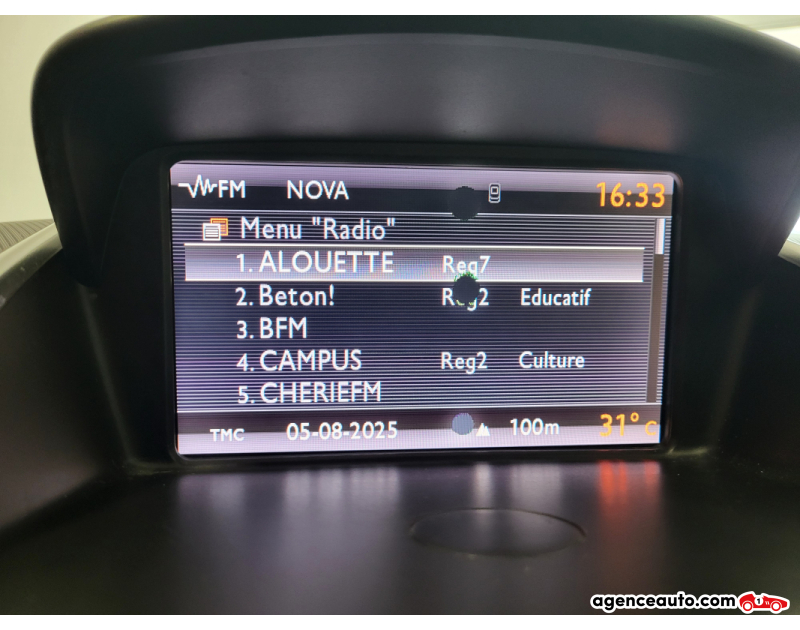 FM NOVA 16:33
Menu "Radio"
1. ALOUETTE Reg7
2. Beton! Reg2 Educatif
3. BFM
4. CAMPUS Reg2 Culture
5. CHERIEFM
TMC 05-08-2025 100m 31° c
agenceauto.com